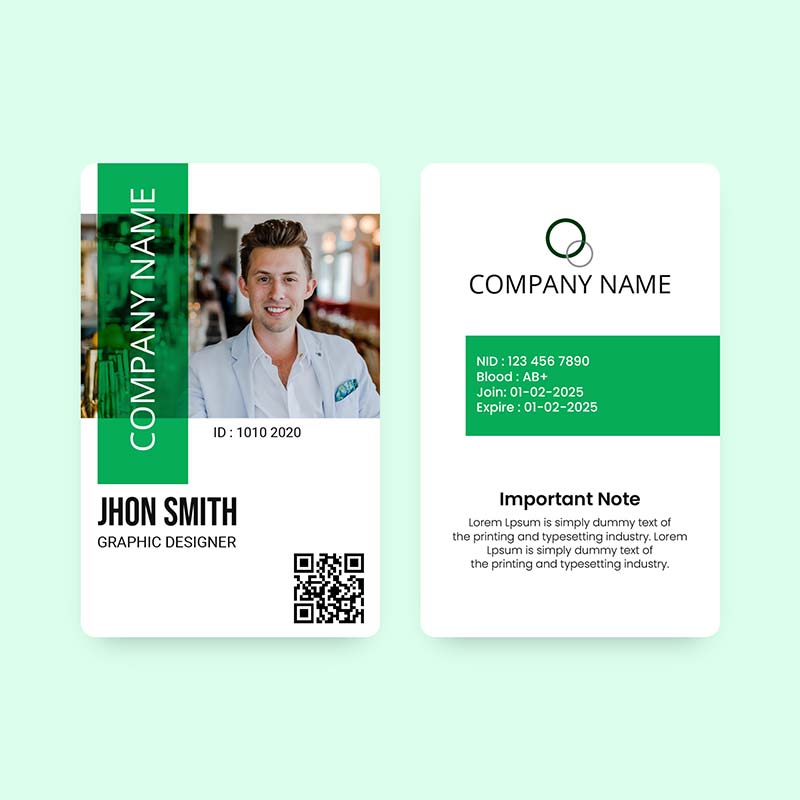 COMPANY NAME
ID : 1010 2020
JHON SMITH
GRAPHIC DESIGNER
COMPANY NAME
NID : 123 456 7890
Blood : AB+
Join: 01-02-2025
Expire : 01-02-2025
Important Note
Lorem Lpsum is simply dummy text of
the printing and typesetting industry. Lorem
Lpsum is simply dummy text of
the printing and typesetting industry.